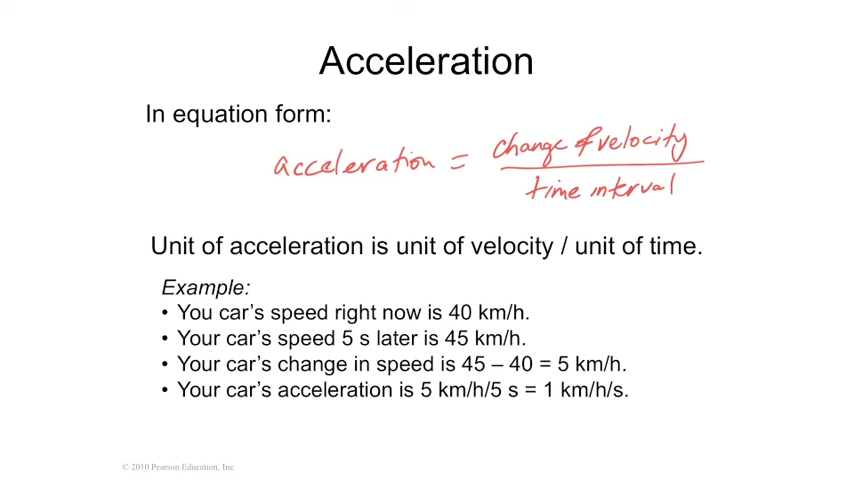 Acceleration
In equation form:
acceleration = change of velocity
time interval
Unit of acceleration is unit of velocity / unit of time.
Example:
• You car’s speed right now is 40 km/h.
• Your car’s speed 5 s later is 45 km/h.
• Your car’s change in speed is 45 – 40 = 5 km/h.
• Your car’s acceleration is 5 km/h/5 s = 1 km/h/s.
© 2010 Pearson Education, Inc.